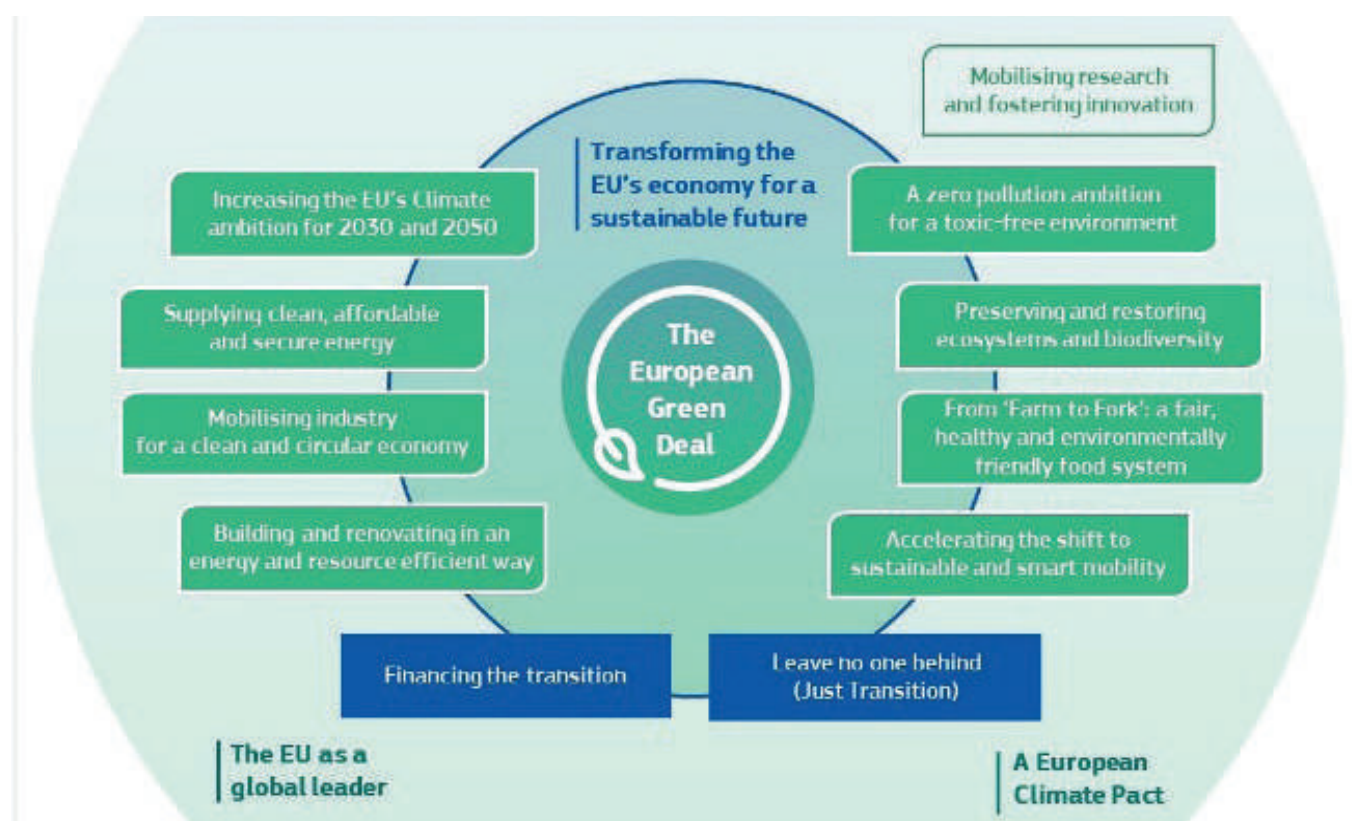 Mobilising research
and fostering innovation
Transforming the
EU's economy for a
sustainable future
Increasing the EU's Climate
ambition for 2030 and 2050
A zero pollution ambition
for a toxic-free environment
Supplying clean, affordable
and secure energy
Preserving and restoring
ecosystems and biodiversity
The
European
Green
Deal
Mobilising industry
for a clean and circular economy
From 'Farm to Fork': a fair,
healthy and environmentally
friendly food system
Building and renovating in an
energy and resource efficient way
Accelerating the shift to
sustainable and smart mobility
Financing the transition
Leave no one behind
(Just Transition)
The EU as a
global leader
A European
Climate Pact